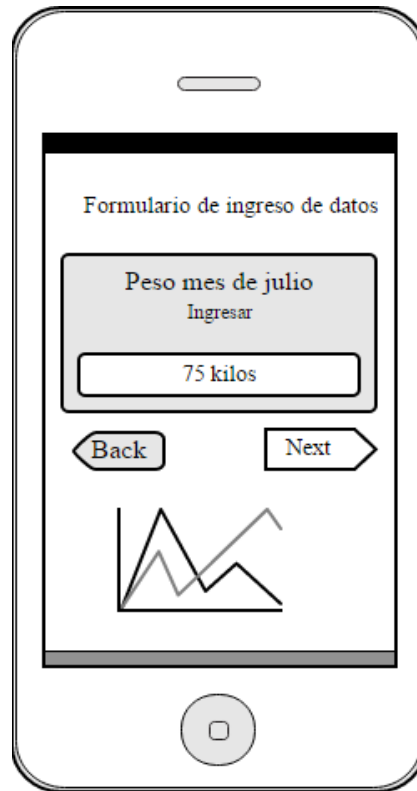 Formulario de ingreso de datos
Peso mes de julio
Ingresar
75 kilos
Back
Next